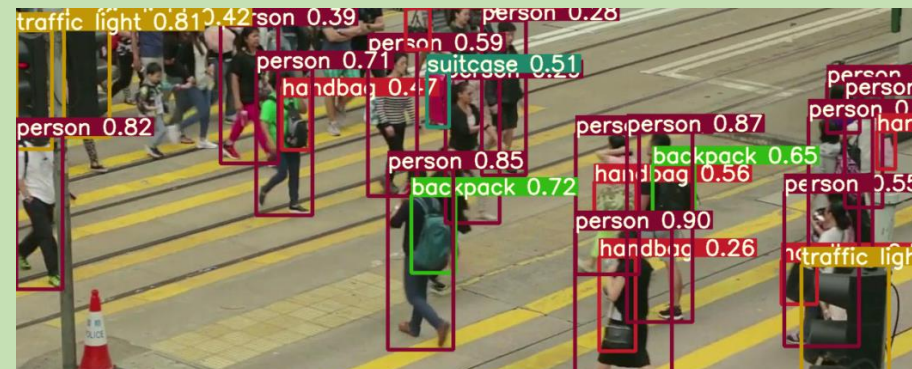 traffic light 0.81
0.42
rson 0.39
person 0.28
person 0.59
person 0.71
suitcase 0.51
handbag 0.47
person
person
person 0.82
person 0.87
person 0.85
backpack 0.65
backpack 0.72
handbag 0.56
person 0.55
person 0.90
handbag 0.26
traffic ligh